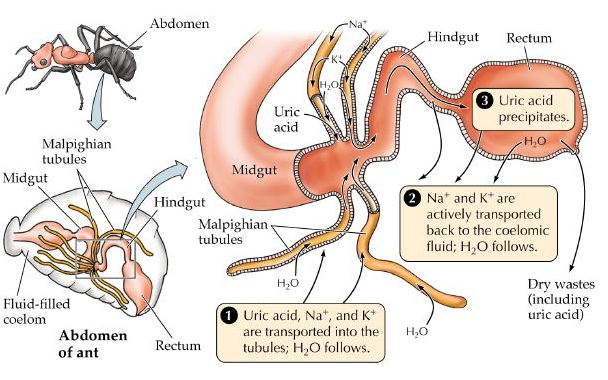 Abdomen
Malpighian
tubules
Midgut
Hindgut
Fluid-filled
coelom
Abdomen
of ant
Rectum
Na⁺
K⁺
H₂O
Uric
acid
Midgut
Malpighian
tubules
H₂O
H₂O
1 Uric acid, Na⁺, and K⁺
are transported into the
tubules; H₂O follows.
Hindgut
Rectum
3 Uric acid
precipitates.
H₂O
2 Na⁺ and K⁺ are
actively transported
back to the coelomic
fluid; H₂O follows.
Dry wastes
(including
uric acid)